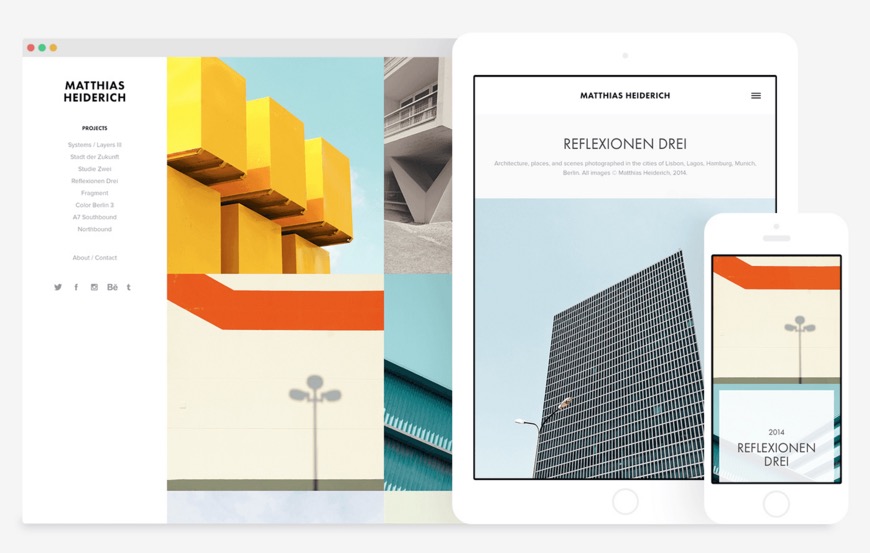 MATTHIAS
HEIDERICH
PROJECTS
Systems / Layers III
Stadt der Zukunft
Studie Zwei
Reflexionen Drei
Fragment
Color Berlin 3
A7 Southbound
Northbound
About / Contact
Bē
MATTHIAS HEIDERICH
REFLEXIONEN DREI
Architecture, places, and scenes photographed in the cities of Lisbon, Lagos, Hamburg, Munich,
Berlin. All images © Matthias Heiderich, 2014.
2014
REFLEXIONEN
DREI